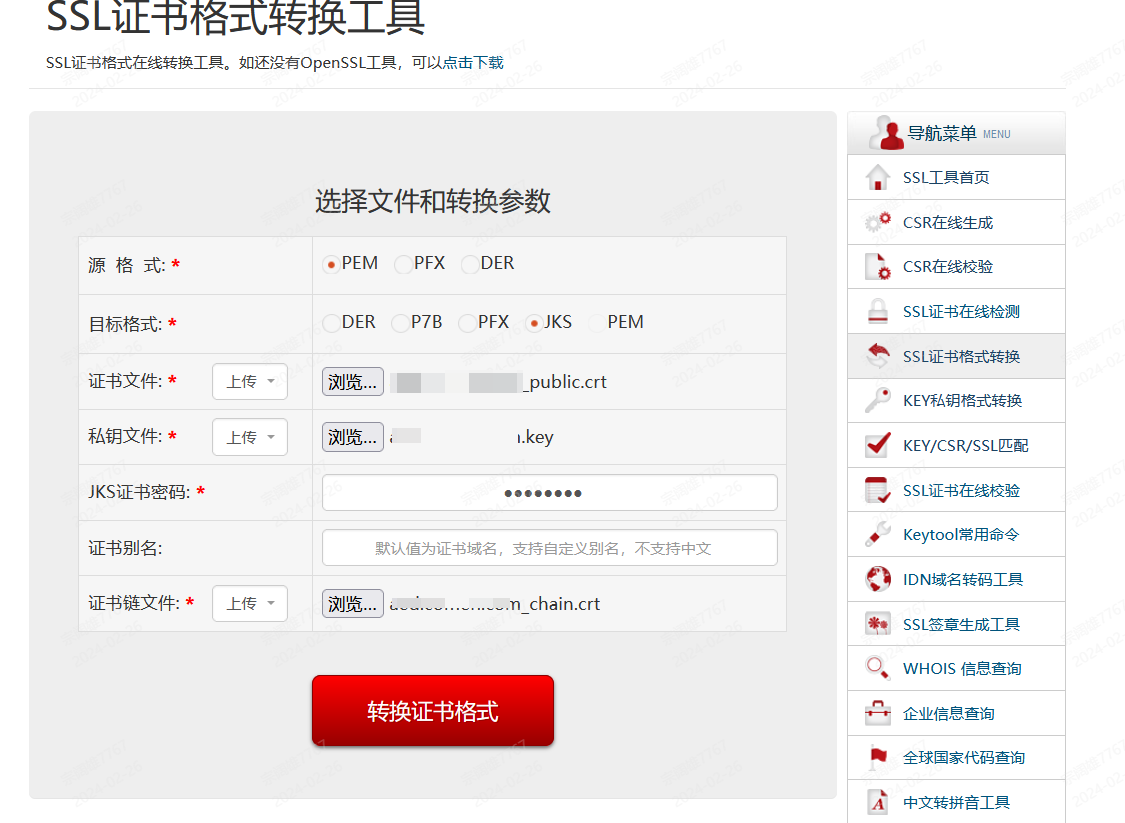 SSL证书格式转换工具
SSL证书格式在线转换工具。如还没有OpenSSL工具，可以点击下载
选择文件和转换参数
源 格 式: * PEM PFX DER
目标格式: * DER P7B PFX JKS PEM
证书文件: * 上传 浏览... _public.crt
私钥文件: * 上传 浏览... .key
JKS证书密码: * ••••••••
证书别名: 默认值为证书域名，支持自定义别名，不支持中文
证书链文件: * 上传 浏览... m_chain.crt
转换证书格式
导航菜单 MENU
SSL工具首页
CSR在线生成
CSR在线校验
SSL证书在线检测
SSL证书格式转换
KEY私钥格式转换
KEY/CSR/SSL匹配
SSL证书在线校验
Keytool常用命令
IDN域名转码工具
SSL签章生成工具
WHOIS 信息查询
企业信息查询
全球国家代码查询
中文转拼音工具